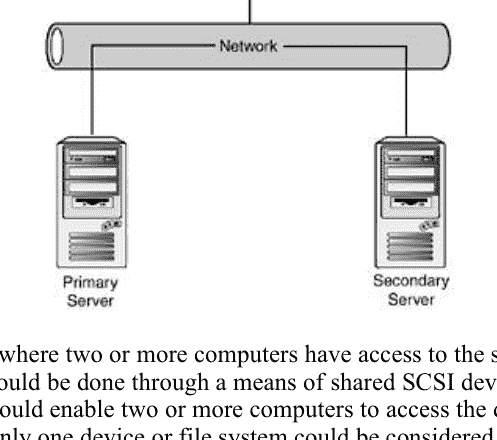 Network
Primary
Server
Secondary
Server
where two or more computers have access to the s
ould be done through a means of shared SCSI dev
ould enable two or more computers to access the d
nly one device or file system could be considered